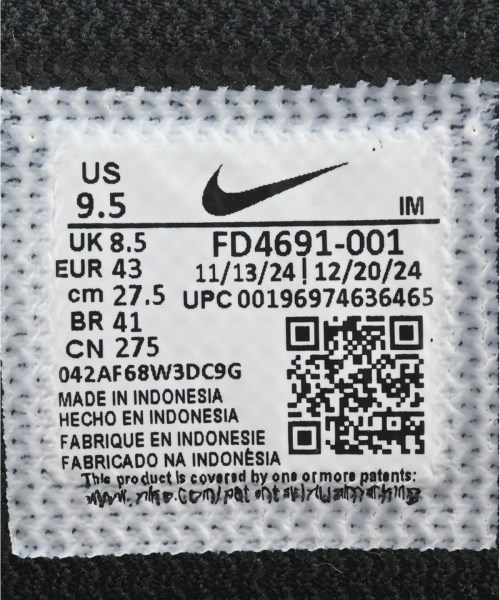 US
9.5
IM
UK 8.5
EUR 43
cm 27.5
BR 41
CN 275
FD4691-001
11/13/24 | 12/20/24
UPC 00196974636465
042AF68W3DC9G
MADE IN INDONESIA
HECHO EN INDONESIA
FABRIQUE EN INDONESIE
FABRICADO NA INDONÉSIA
This product is covered by one or more patents: